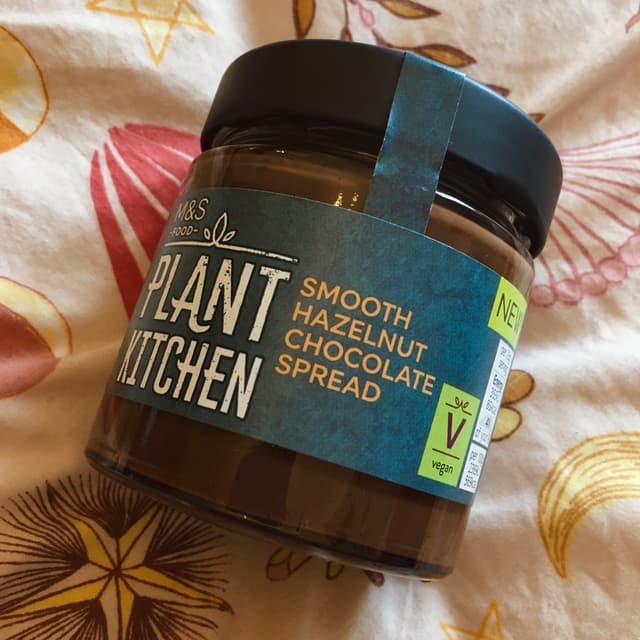 M&S
-FOOD-
PLANT
KITCHEN
SMOOTH
HAZELNUT
CHOCOLATE
SPREAD
NEW
V
vegan